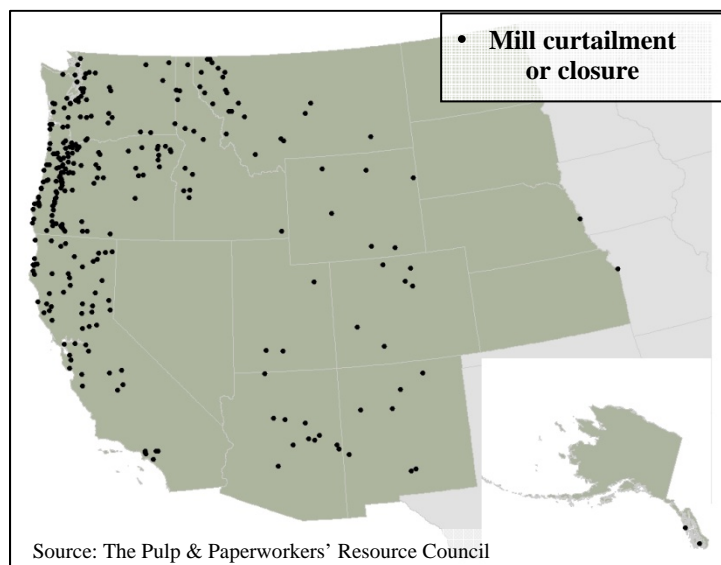 Mill curtailment
or closure
Source: The Pulp & Paperworkers’ Resource Council